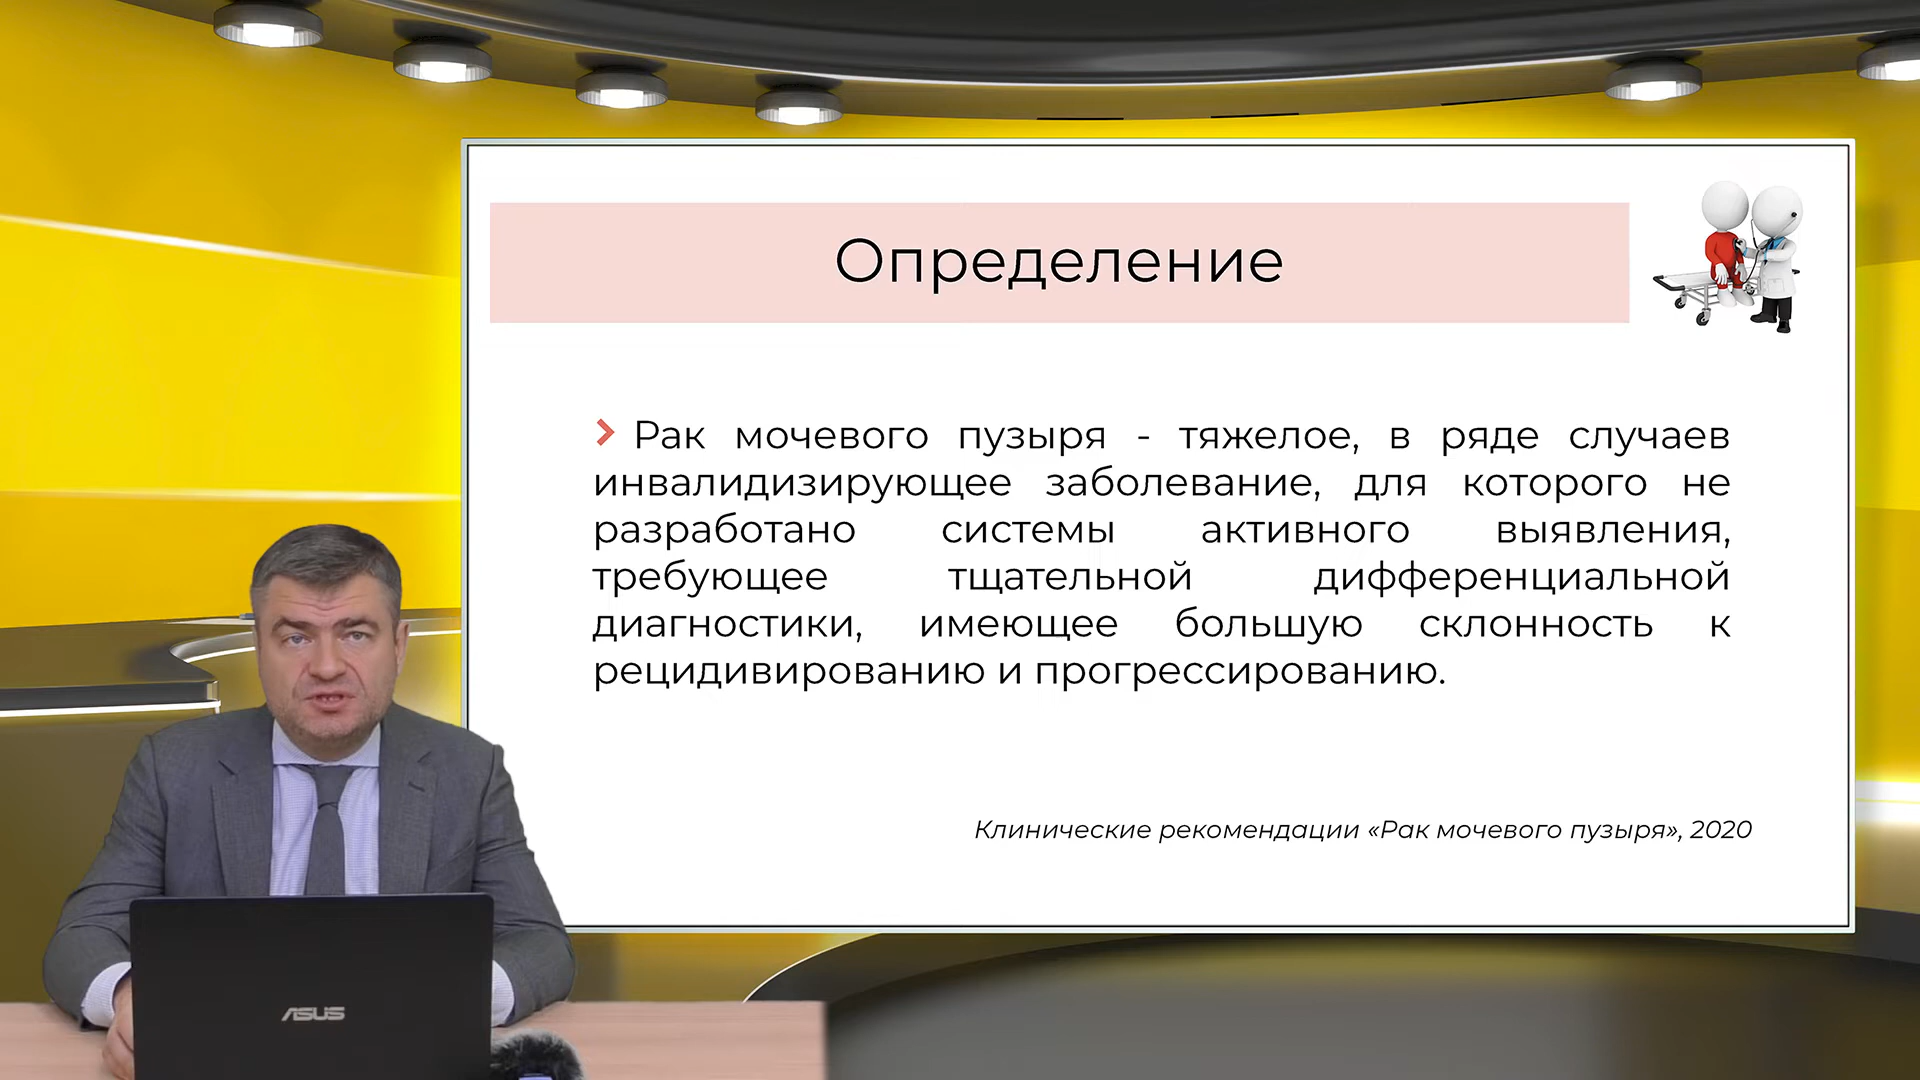 Определение
Рак мочевого пузыря - тяжелое, в ряде случаев
инвалидизирующее заболевание, для которого не
разработано системы активного выявления,
требующее тщательной дифференциальной
диагностики, имеющее большую склонность к
рецидивированию и прогрессированию.
Клинические рекомендации «Рак мочевого пузыря», 2020
ASUS